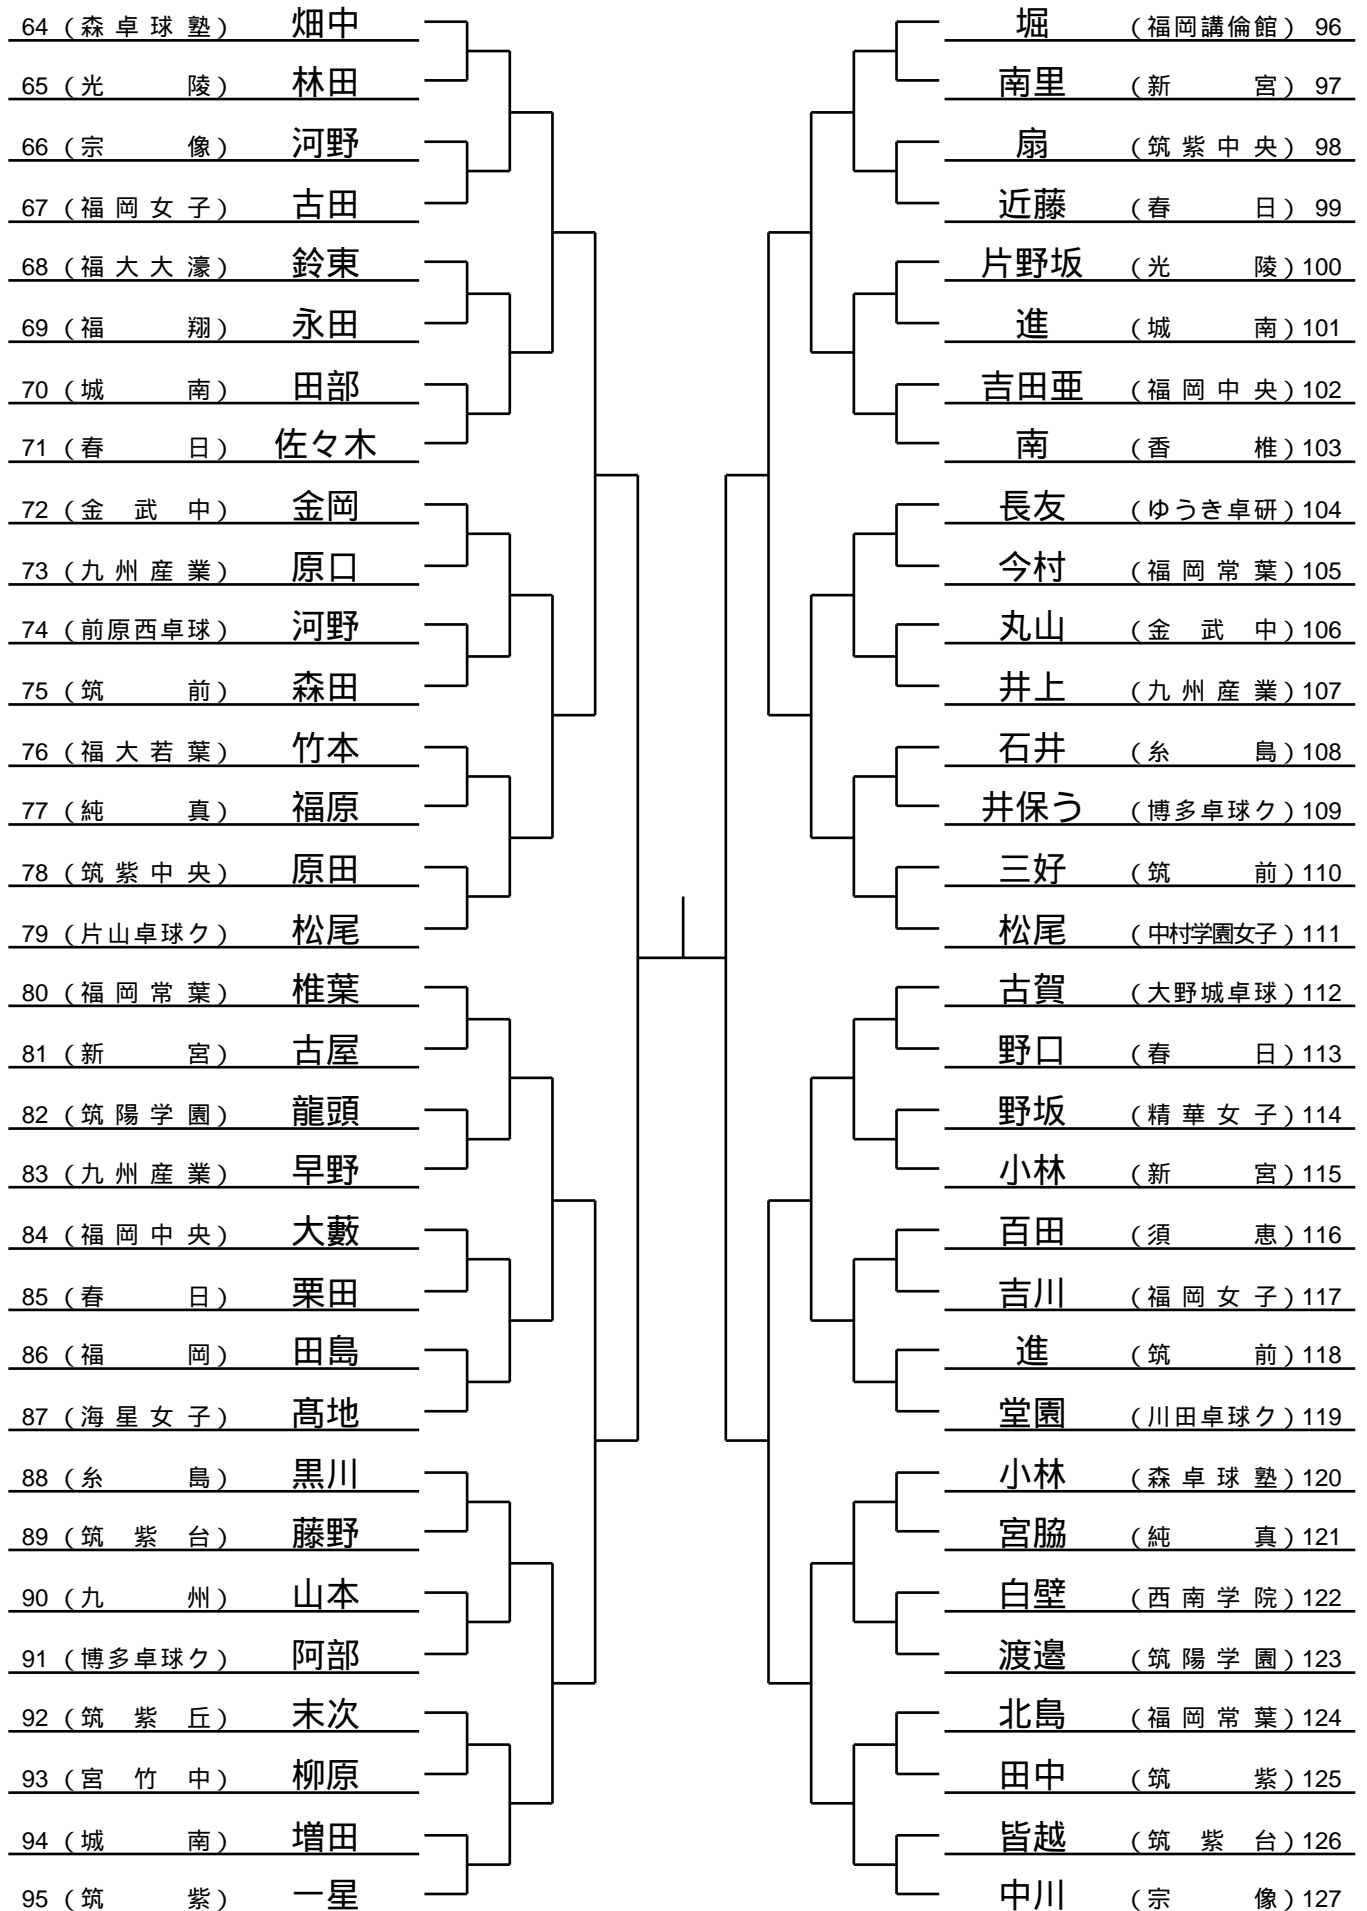 64 (森卓球塾) 畑中
65 (光陵) 林田
66 (宗像) 河野
67 (福岡女子) 古田
68 (福大大濠) 鈴東
69 (福翔) 永田
70 (城南) 田部
71 (春日) 佐々木
72 (金武中) 金岡
73 (九州産業) 原口
74 (前原西卓球) 河野
75 (筑前) 森田
76 (福大若葉) 竹本
77 (純真) 福原
78 (筑紫中央) 原田
79 (片山卓球ク) 松尾
80 (福岡常葉) 椎葉
81 (新宮) 古屋
82 (筑陽学園) 龍頭
83 (九州産業) 早野
84 (福岡中央) 大藪
85 (春日) 栗田
86 (福岡) 田島
87 (海星女子) 髙地
88 (糸島) 黒川
89 (筑紫台) 藤野
90 (九州) 山本
91 (博多卓球ク) 阿部
92 (筑紫丘) 末次
93 (宮竹中) 柳原
94 (城南) 増田
95 (筑紫) 一星
堀 (福岡講倫館) 96
南里 (新宮) 97
扇 (筑紫中央) 98
近藤 (春日) 99
片野坂 (光陵) 100
進 (城南) 101
吉田亜 (福岡中央) 102
南 (香椎) 103
長友 (ゆうき卓研) 104
今村 (福岡常葉) 105
丸山 (金武中) 106
井上 (九州産業) 107
石井 (糸島) 108
井保う (博多卓球ク) 109
三好 (筑前) 110
松尾 (中村学園女子) 111
古賀 (大野城卓球) 112
野口 (春日) 113
野坂 (精華女子) 114
小林 (新宮) 115
百田 (須恵) 116
吉川 (福岡女子) 117
進 (筑前) 118
堂園 (川田卓球ク) 119
小林 (森卓球塾) 120
宮脇 (純真) 121
白壁 (西南学院) 122
渡邉 (筑陽学園) 123
北島 (福岡常葉) 124
田中 (筑紫) 125
皆越 (筑紫台) 126
中川 (宗像) 127